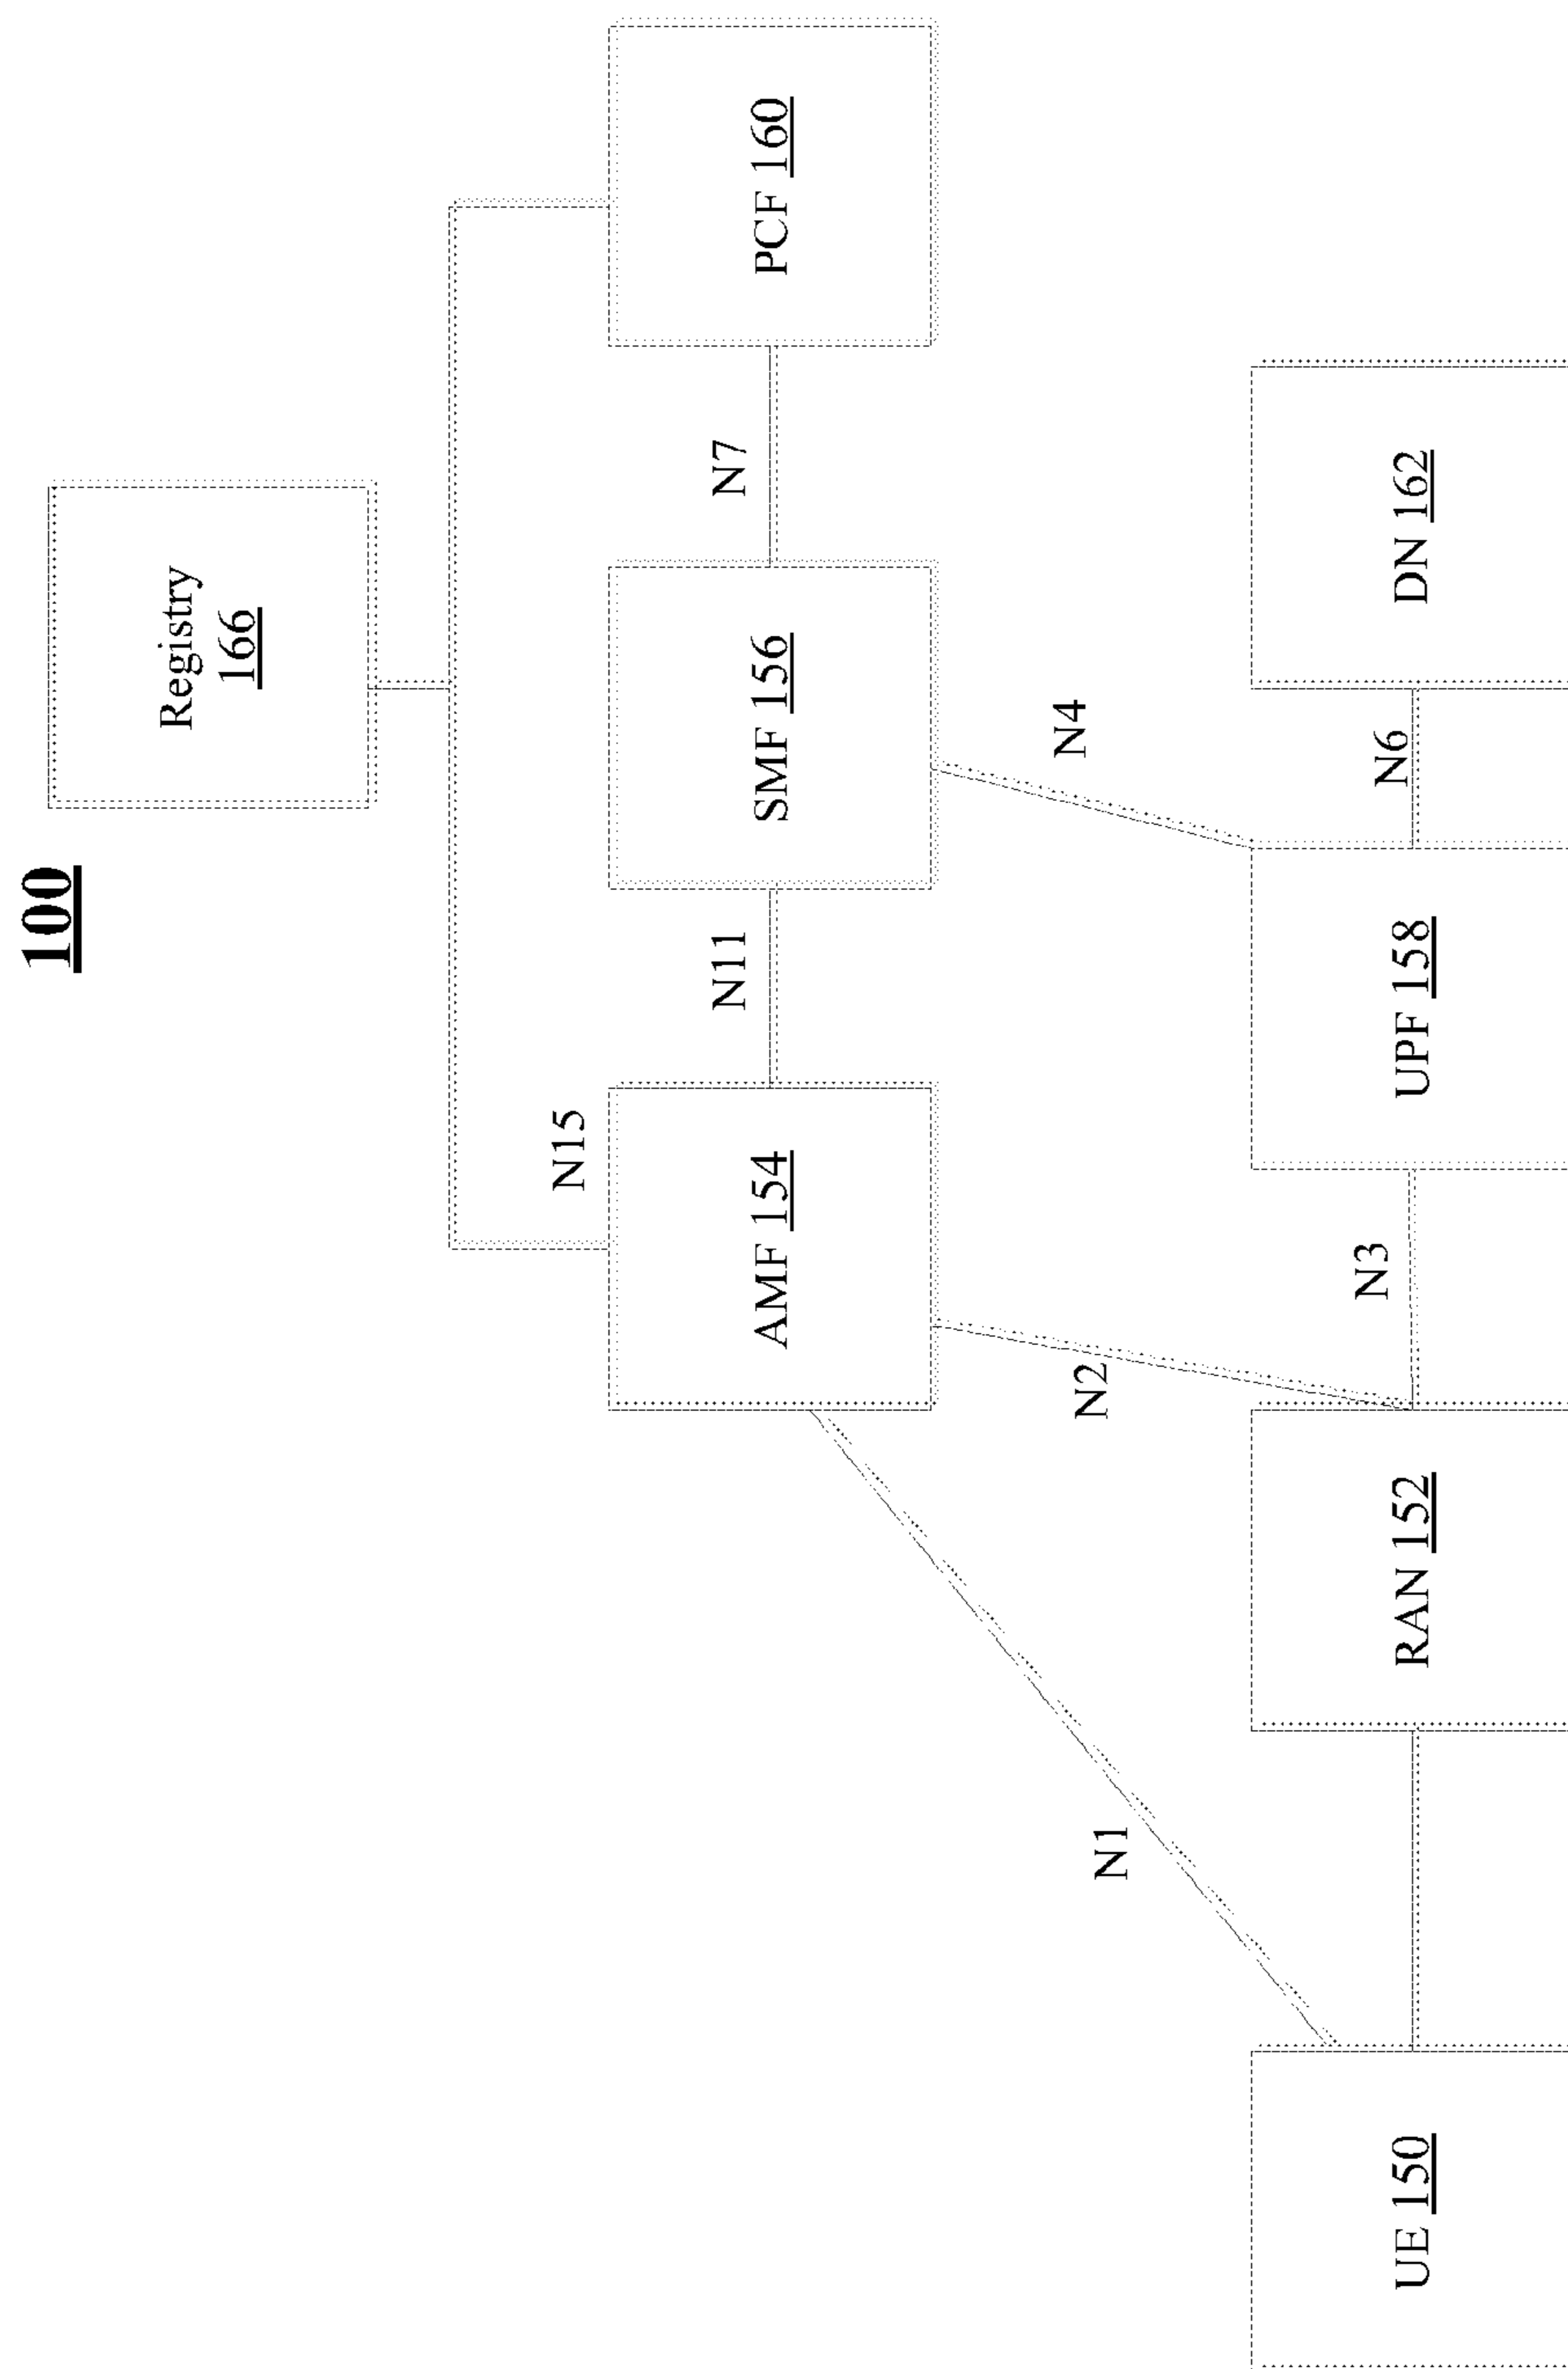 100
Registry
166
N15
AMF 154
N11
SMF 156
N7
PCF 160
N1
N2
N4
UE 150
RAN 152
N3
UPF 158
N6
DN 162